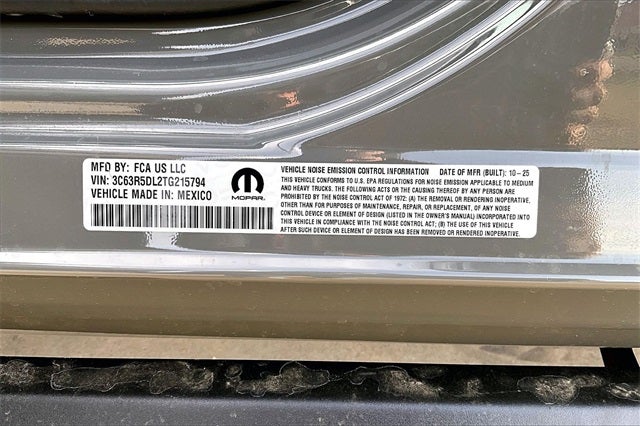 MFD BY: FCA US LLC
VIN: 3C63R5DL2TG215794
VEHICLE MADE IN: MEXICO
MOPAR.
VEHICLE NOISE EMISSION CONTROL INFORMATION DATE OF MFR (BUILT): 10-25
THIS VEHICLE CONFORMS TO U.S. EPA REGULATIONS FOR NOISE EMISSION APPLICABLE TO MEDIUM
AND HEAVY TRUCKS. THE FOLLOWING ACTS OR THE CAUSING THEREOF BY ANY PERSON ARE
PROHIBITED BY THE NOISE CONTROL ACT OF 1972: (A) THE REMOVAL OR RENDERING INOPERATIVE,
OTHER THAN FOR PURPOSES OF MAINTENANCE, REPAIR, OR REPLACEMENT, OF ANY NOISE
CONTROL DEVICE OR ELEMENT OF DESIGN (LISTED IN THE OWNER'S MANUAL) INCORPORATED INTO
THIS VEHICLE IN COMPLIANCE WITH THE NOISE CONTROL ACT; (B) THE USE OF THIS VEHICLE
AFTER SUCH DEVICE OR ELEMENT OF DESIGN HAS BEEN REMOVED OR RENDERED INOPERATIVE.